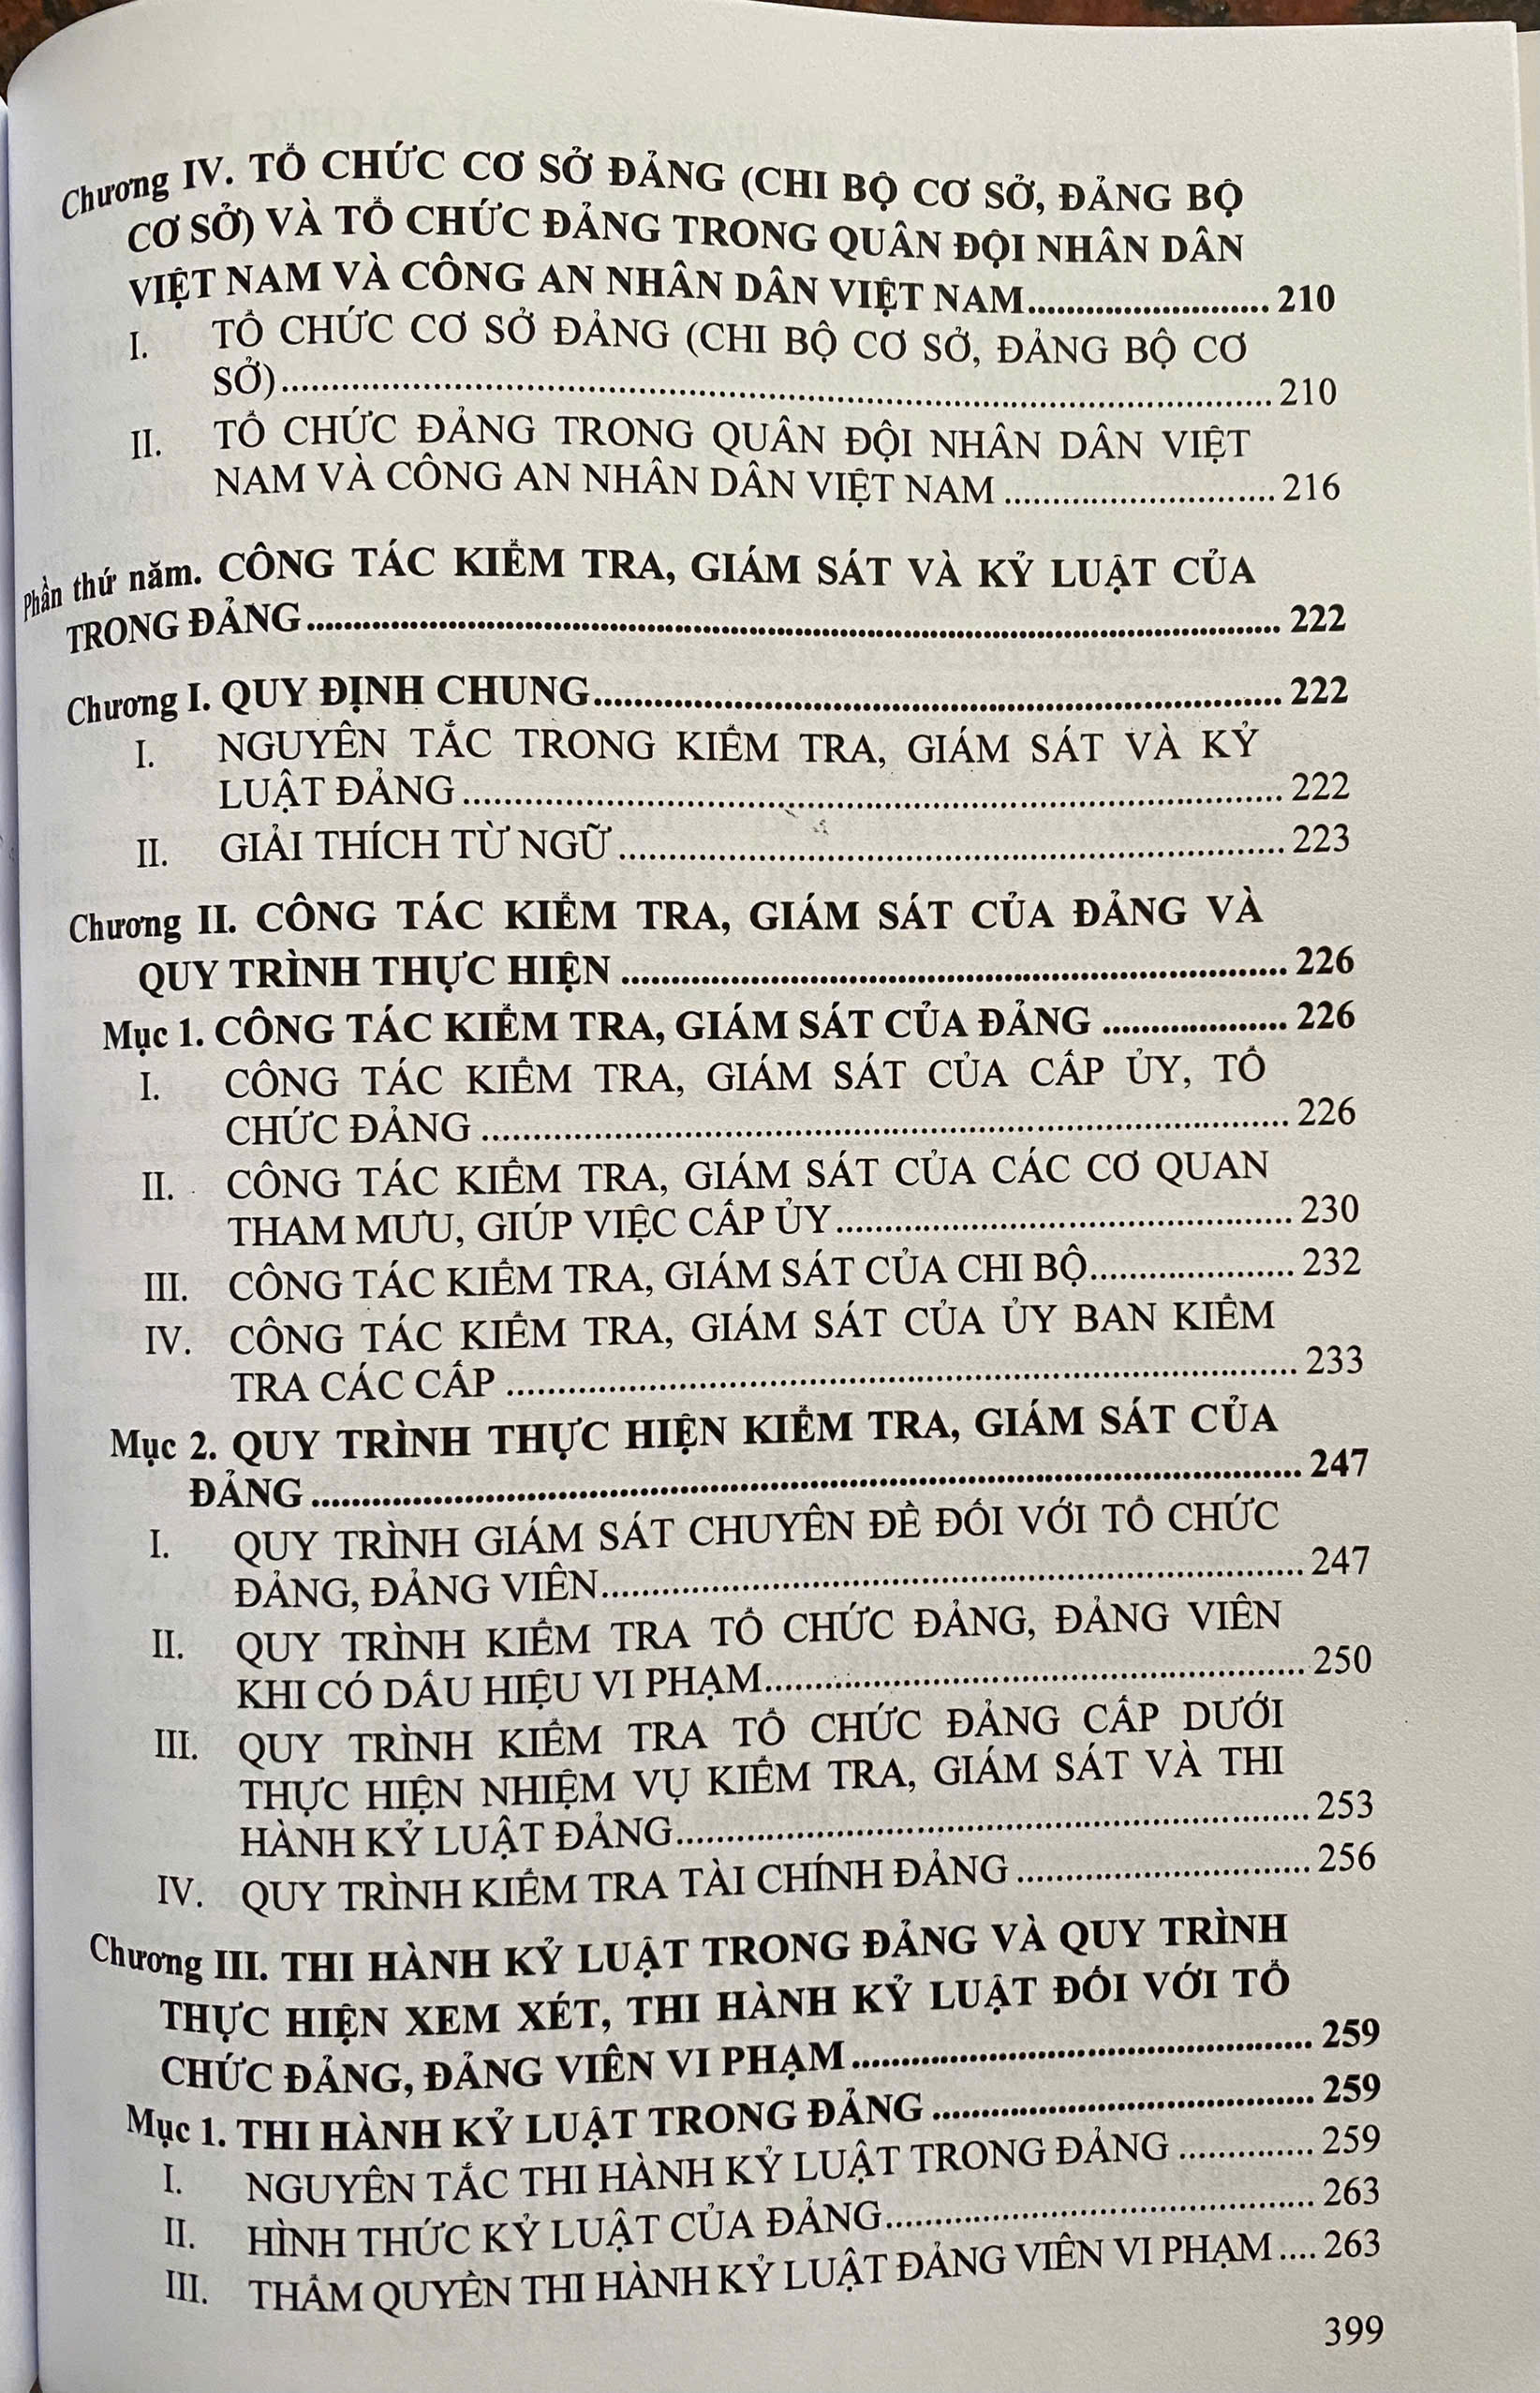 Chương IV. TỔ CHỨC CƠ SỞ ĐẢNG (CHI BỘ CƠ SỞ, ĐẢNG BỘ
CƠ SỞ) VÀ TỔ CHỨC ĐẢNG TRONG QUÂN ĐỘI NHÂN DÂN
VIỆT NAM VÀ CÔNG AN NHÂN DÂN VIỆT NAM........................ 210
I. TỔ CHỨC CƠ SỞ ĐẢNG (CHI BỘ CƠ SỞ, ĐẢNG BỘ CƠ
SỞ)........................ 210
II. TỔ CHỨC ĐẢNG TRONG QUÂN ĐỘI NHÂN DÂN VIỆT
NAM VÀ CÔNG AN NHÂN DÂN VIỆT NAM ........................ 216
Phần thứ năm. CÔNG TÁC KIỂM TRA, GIÁM SÁT VÀ KỶ LUẬT CỦA
TRONG ĐẢNG........................ 222
Chương I. QUY ĐỊNH CHUNG........................ 222
I. NGUYÊN TẮC TRONG KIỂM TRA, GIÁM SÁT VÀ KỶ
LUẬT ĐẢNG ........................ 222
II. GIẢI THÍCH TỪ NGỮ ........................ 223
Chương II. CÔNG TÁC KIỂM TRA, GIÁM SÁT CỦA ĐẢNG VÀ
QUY TRÌNH THỰC HIỆN ........................ 226
Mục 1. CÔNG TÁC KIỂM TRA, GIÁM SÁT CỦA ĐẢNG ................... 226
I. CÔNG TÁC KIỂM TRA, GIÁM SÁT CỦA CẤP ỦY, TỔ
CHỨC ĐẢNG ........................ 226
II. CÔNG TÁC KIỂM TRA, GIÁM SÁT CỦA CÁC CƠ QUAN
THAM MƯU, GIÚP VIỆC CẤP ỦY........................ 230
III. CÔNG TÁC KIỂM TRA, GIÁM SÁT CỦA CHI BỘ.................... 232
IV. CÔNG TÁC KIỂM TRA, GIÁM SÁT CỦA ỦY BAN KIỂM
TRA CÁC CẤP ........................ 233
Mục 2. QUY TRÌNH THỰC HIỆN KIỂM TRA, GIÁM SÁT CỦA
ĐẢNG ........................ 247
I. QUY TRÌNH GIÁM SÁT CHUYÊN ĐỀ ĐỐI VỚI TỔ CHỨC
ĐẢNG, ĐẢNG VIÊN........................ 247
II. QUY TRÌNH KIỂM TRA TỔ CHỨC ĐẢNG, ĐẢNG VIÊN
KHI CÓ DẤU HIỆU VI PHẠM........................ 250
III. QUY TRÌNH KIỂM TRA TỔ CHỨC ĐẢNG CẤP DƯỚI
THỰC HIỆN NHIỆM VỤ KIỂM TRA, GIÁM SÁT VÀ THI
HÀNH KỶ LUẬT ĐẢNG........................ 253
IV. QUY TRÌNH KIỂM TRA TÀI CHÍNH ĐẢNG ........................ 256
Chương III. THI HÀNH KỶ LUẬT TRONG ĐẢNG VÀ QUY TRÌNH
THỰC HIỆN XEM XÉT, THI HÀNH KỶ LUẬT ĐỐI VỚI TỔ
CHỨC ĐẢNG, ĐẢNG VIÊN VI PHẠM........................ 259
Mục 1. THI HÀNH KỶ LUẬT TRONG ĐẢNG ........................ 259
I. NGUYÊN TẮC THI HÀNH KỶ LUẬT TRONG ĐẢNG .............. 259
II. HÌNH THỨC KỶ LUẬT CỦA ĐẢNG........................ 263
III. THẨM QUYỀN THI HÀNH KỶ LUẬT ĐẢNG VIÊN VI PHẠM .... 263
399